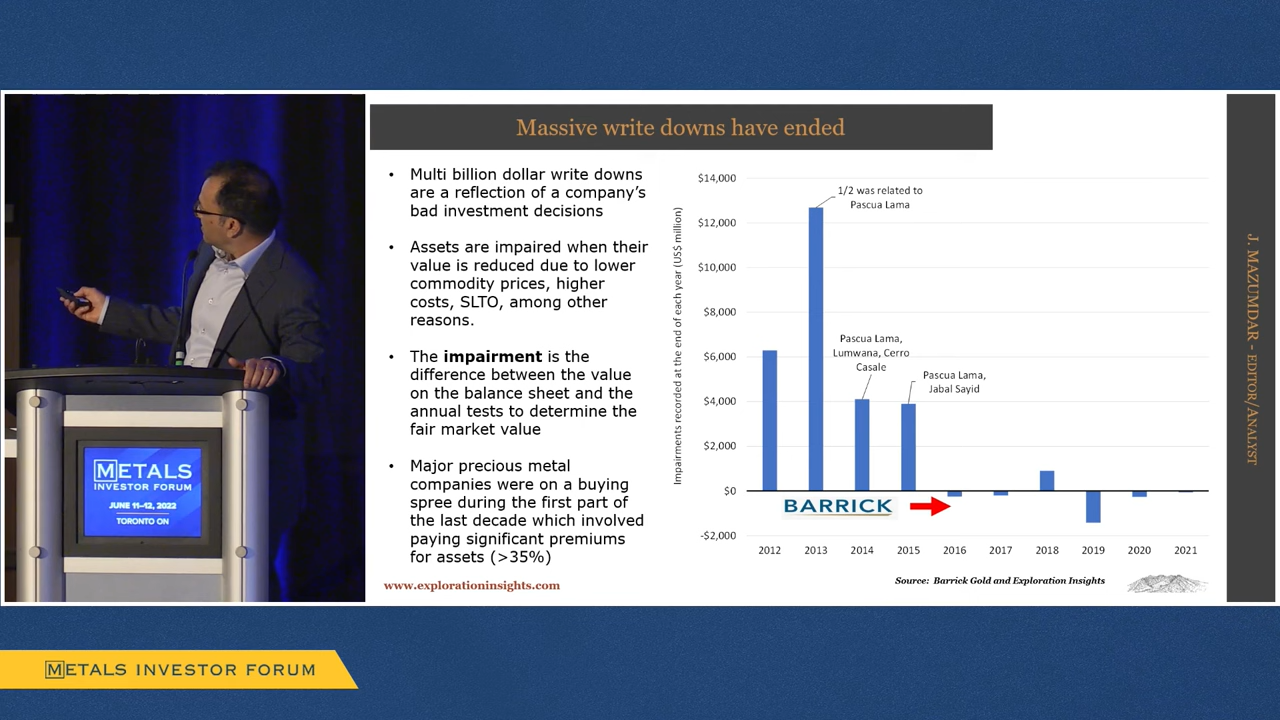 Massive write downs have ended
• Multi billion dollar write downs
are a reflection of a company's
bad investment decisions
• Assets are impaired when their
value is reduced due to lower
commodity prices, higher
costs, SLTO, among other
reasons.
• The impairment is the
difference between the value
on the balance sheet and the
annual tests to determine the
fair market value
• Major precious metal
companies were on a buying
spree during the first part of
the last decade which involved
paying significant premiums
for assets (>35%)
www.explorationinsights.com
Impairments recorded at the end of each year (US$ million)
$14,000
$12,000
$10,000
$8,000
$6,000
$4,000
$2,000
$0
-$2,000
1/2 was related to
Pascua Lama
Pascua Lama,
Lumwana, Cerro
Casale
Pascua Lama,
Jabal Sayid
BARRICK
2012 2013 2014 2015 2016 2017 2018 2019 2020 2021
Source: Barrick Gold and Exploration Insights
J. MAZUMDAR - EDITOR/ANALYST
METALS
INVESTOR FORUM
JUNE 11–12, 2022
TORONTO ON
METALS INVESTOR FORUM